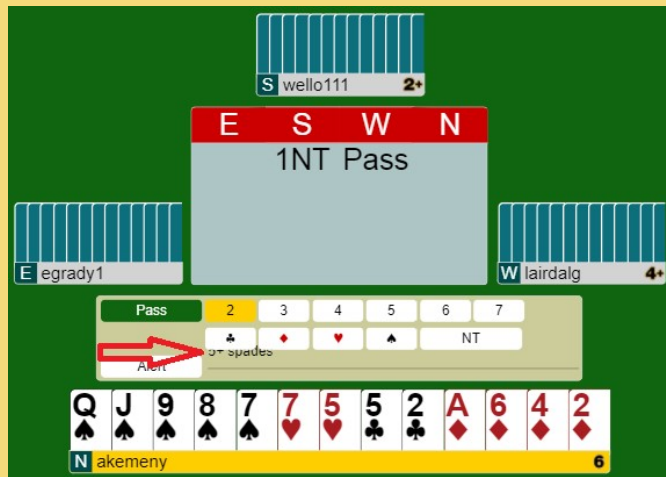 S wello111 2+
E S W N
1NT Pass
E egrady1
W lairdalg 4+
Pass 2 3 4 5 6 7
♣ ♦ ♥ ♠ NT
5+ spades
Alert
Q J 9 8 7 7 5 5 2 A 6 4 2
♠ ♠ ♠ ♠ ♠ ♥ ♥ ♣ ♣ ♦ ♦ ♦ ♦
N akemeny 6